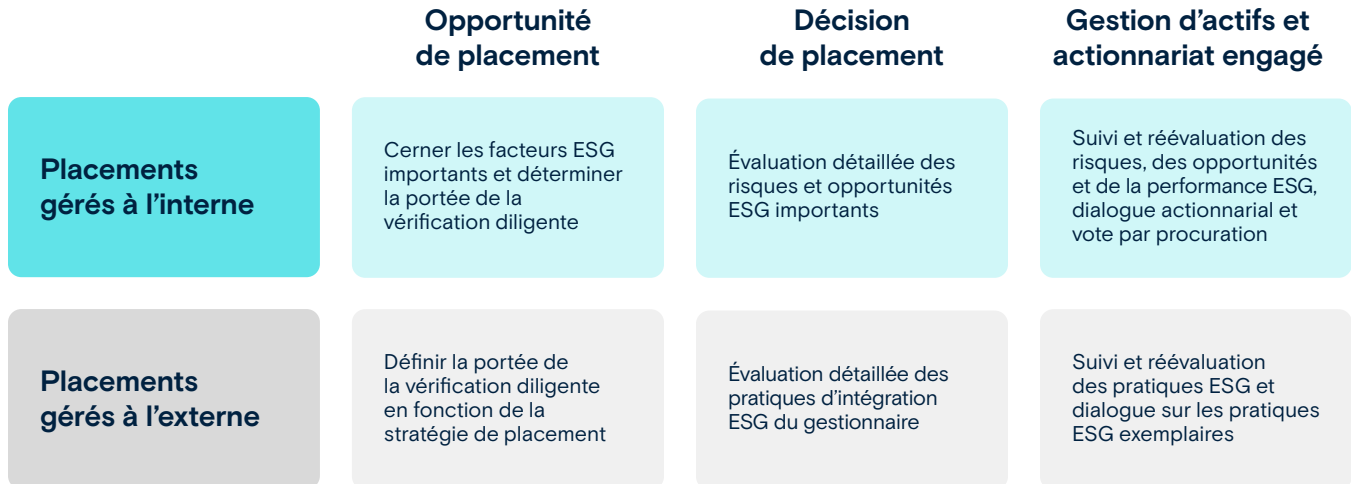 Opportunité
de placement
Décision
de placement
Gestion d’actifs et
actionnariat engagé
Placements
gérés à l’interne
Cerner les facteurs ESG
importants et déterminer
la portée de la
vérification diligente
Évaluation détaillée des
risques et opportunités
ESG importants
Suivi et réévaluation des
risques, des opportunités
et de la performance ESG,
dialogue actionnarial et
vote par procuration
Placements
gérés à l’externe
Définir la portée de
la vérification diligente
en fonction de la
stratégie de placement
Évaluation détaillée des
pratiques d’intégration
ESG du gestionnaire
Suivi et réévaluation
des pratiques ESG et
dialogue sur les pratiques
ESG exemplaires